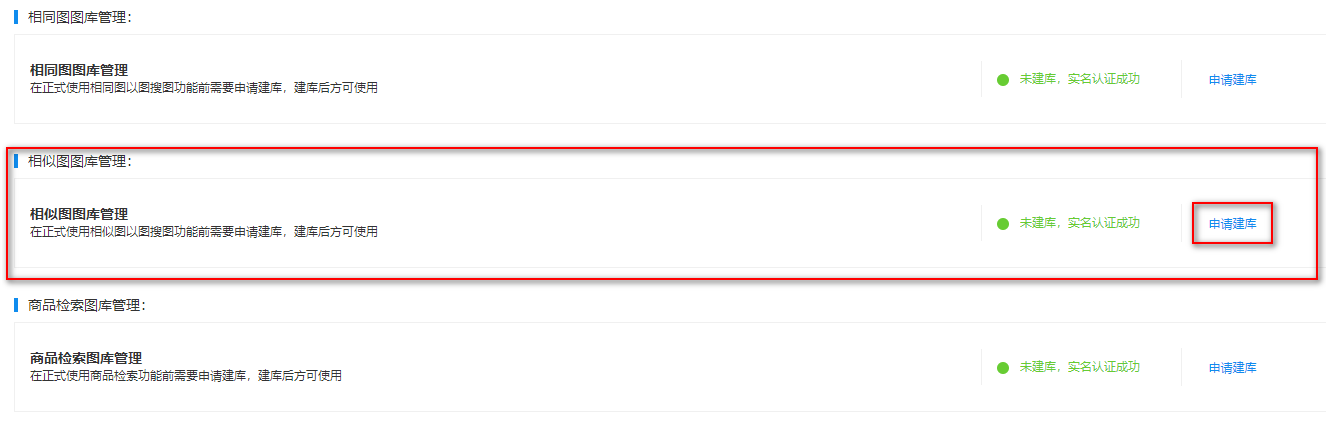 相同图图库管理：
相同图图库管理
在正式使用相同图以图搜图功能前需要申请建库，建库后方可使用
未建库，实名认证成功
申请建库
相似图图库管理：
相似图图库管理
在正式使用相似图以图搜图功能前需要申请建库，建库后方可使用
未建库，实名认证成功
申请建库
商品检索图库管理：
商品检索图库管理
在正式使用商品检索功能前需要申请建库，建库后方可使用
未建库，实名认证成功
申请建库